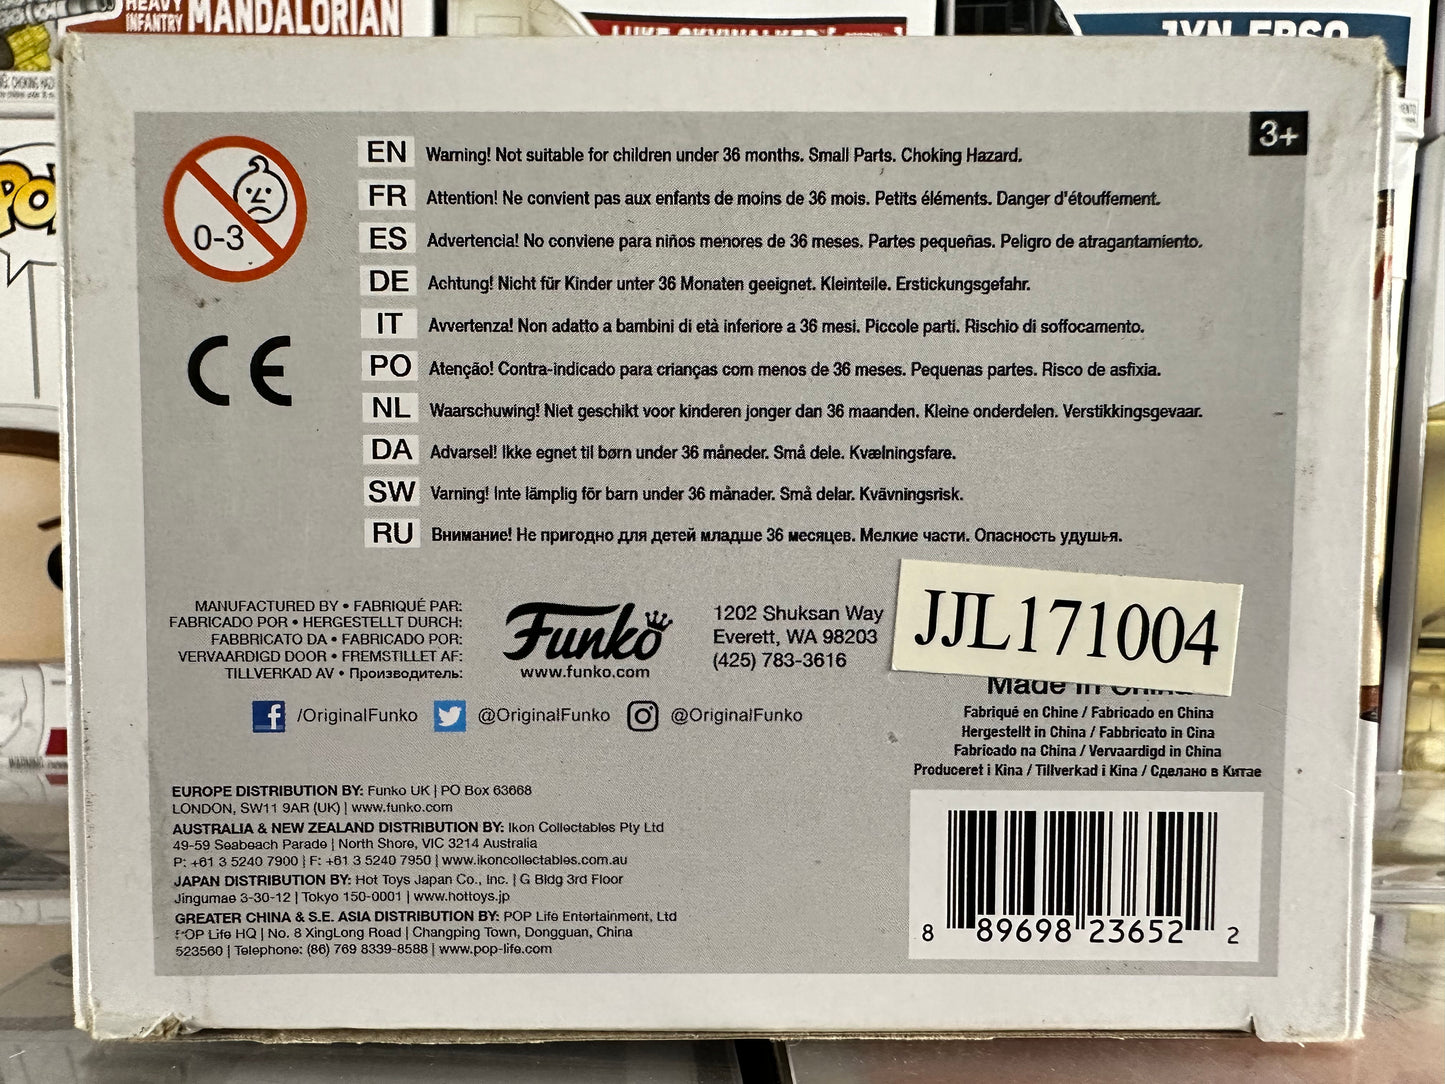 HEAVY
INFANTRY MANDALORIAN
LUKE SKYWALKER
JYN ERSO
3+
0-3
EN Warning! Not suitable for children under 36 months. Small Parts. Choking Hazard.
FR Attention! Ne convient pas aux enfants de moins de 36 mois. Petits éléments. Danger d'étouffement.
ES Advertencia! No conviene para niños menores de 36 meses. Partes pequeñas. Peligro de atragantamiento.
DE Achtung! Nicht für Kinder unter 36 Monaten geeignet. Kleinteile. Erstickungsgefahr.
IT Avvertenza! Non adatto a bambini di età inferiore a 36 mesi. Piccole parti. Rischio di soffocamento.
PO Atenção! Contra-indicado para crianças com menos de 36 meses. Pequenas partes. Risco de asfixia.
NL Waarschuwing! Niet geschikt voor kinderen jonger dan 36 maanden. Kleine onderdelen. Verstikkingsgevaar.
DA Advarsel! Ikke egnet til børn under 36 måneder. Små dele. Kvælningsfare.
SW Varning! Inte lämplig för barn under 36 månader. Små delar. Kvävningsrisk.
RU Внимание! Не пригодно для детей младше 36 месяцев. Мелкие части. Опасность удушья.
CE
MANUFACTURED BY • FABRIQUÉ PAR:
FABRICADO POR • HERGESTELLT DURCH:
FABBRICATO DA • FABRICADO POR:
VERVAARDIGD DOOR • FREMSTILLET AF:
TILLVERKAD AV • Производитель:
Funko
www.funko.com
1202 Shuksan Way
Everett, WA 98203
(425) 783-3616
JJL171004
Made in China
Fabriqué en Chine / Fabricado en China
Hergestellt in China / Fabbricato in Cina
Fabricado na China / Vervaardigd in China
Produceret i Kina / Tillverkad i Kina / Сделано в Китае
f /OriginalFunko @OriginalFunko @OriginalFunko
EUROPE DISTRIBUTION BY: Funko UK | PO Box 63668
LONDON, SW11 9AR (UK) | www.funko.com
AUSTRALIA & NEW ZEALAND DISTRIBUTION BY: Ikon Collectables Pty Ltd
49-59 Seabeach Parade | North Shore, VIC 3214 Australia
P: +61 3 5240 7900 | F: +61 3 5240 7950 | www.ikoncollectables.com.au
JAPAN DISTRIBUTION BY: Hot Toys Japan Co., Inc. | G Bldg 3rd Floor
Jingumae 3-30-12 | Tokyo 150-0001 | www.hottoys.jp
GREATER CHINA & S.E. ASIA DISTRIBUTION BY: POP Life Entertainment, Ltd
POP Life HQ | No. 8 XingLong Road | Changping Town, Dongguan, China
523560 | Telephone: (86) 769 8339-8588 | www.pop-life.com
8 89698 23652 2